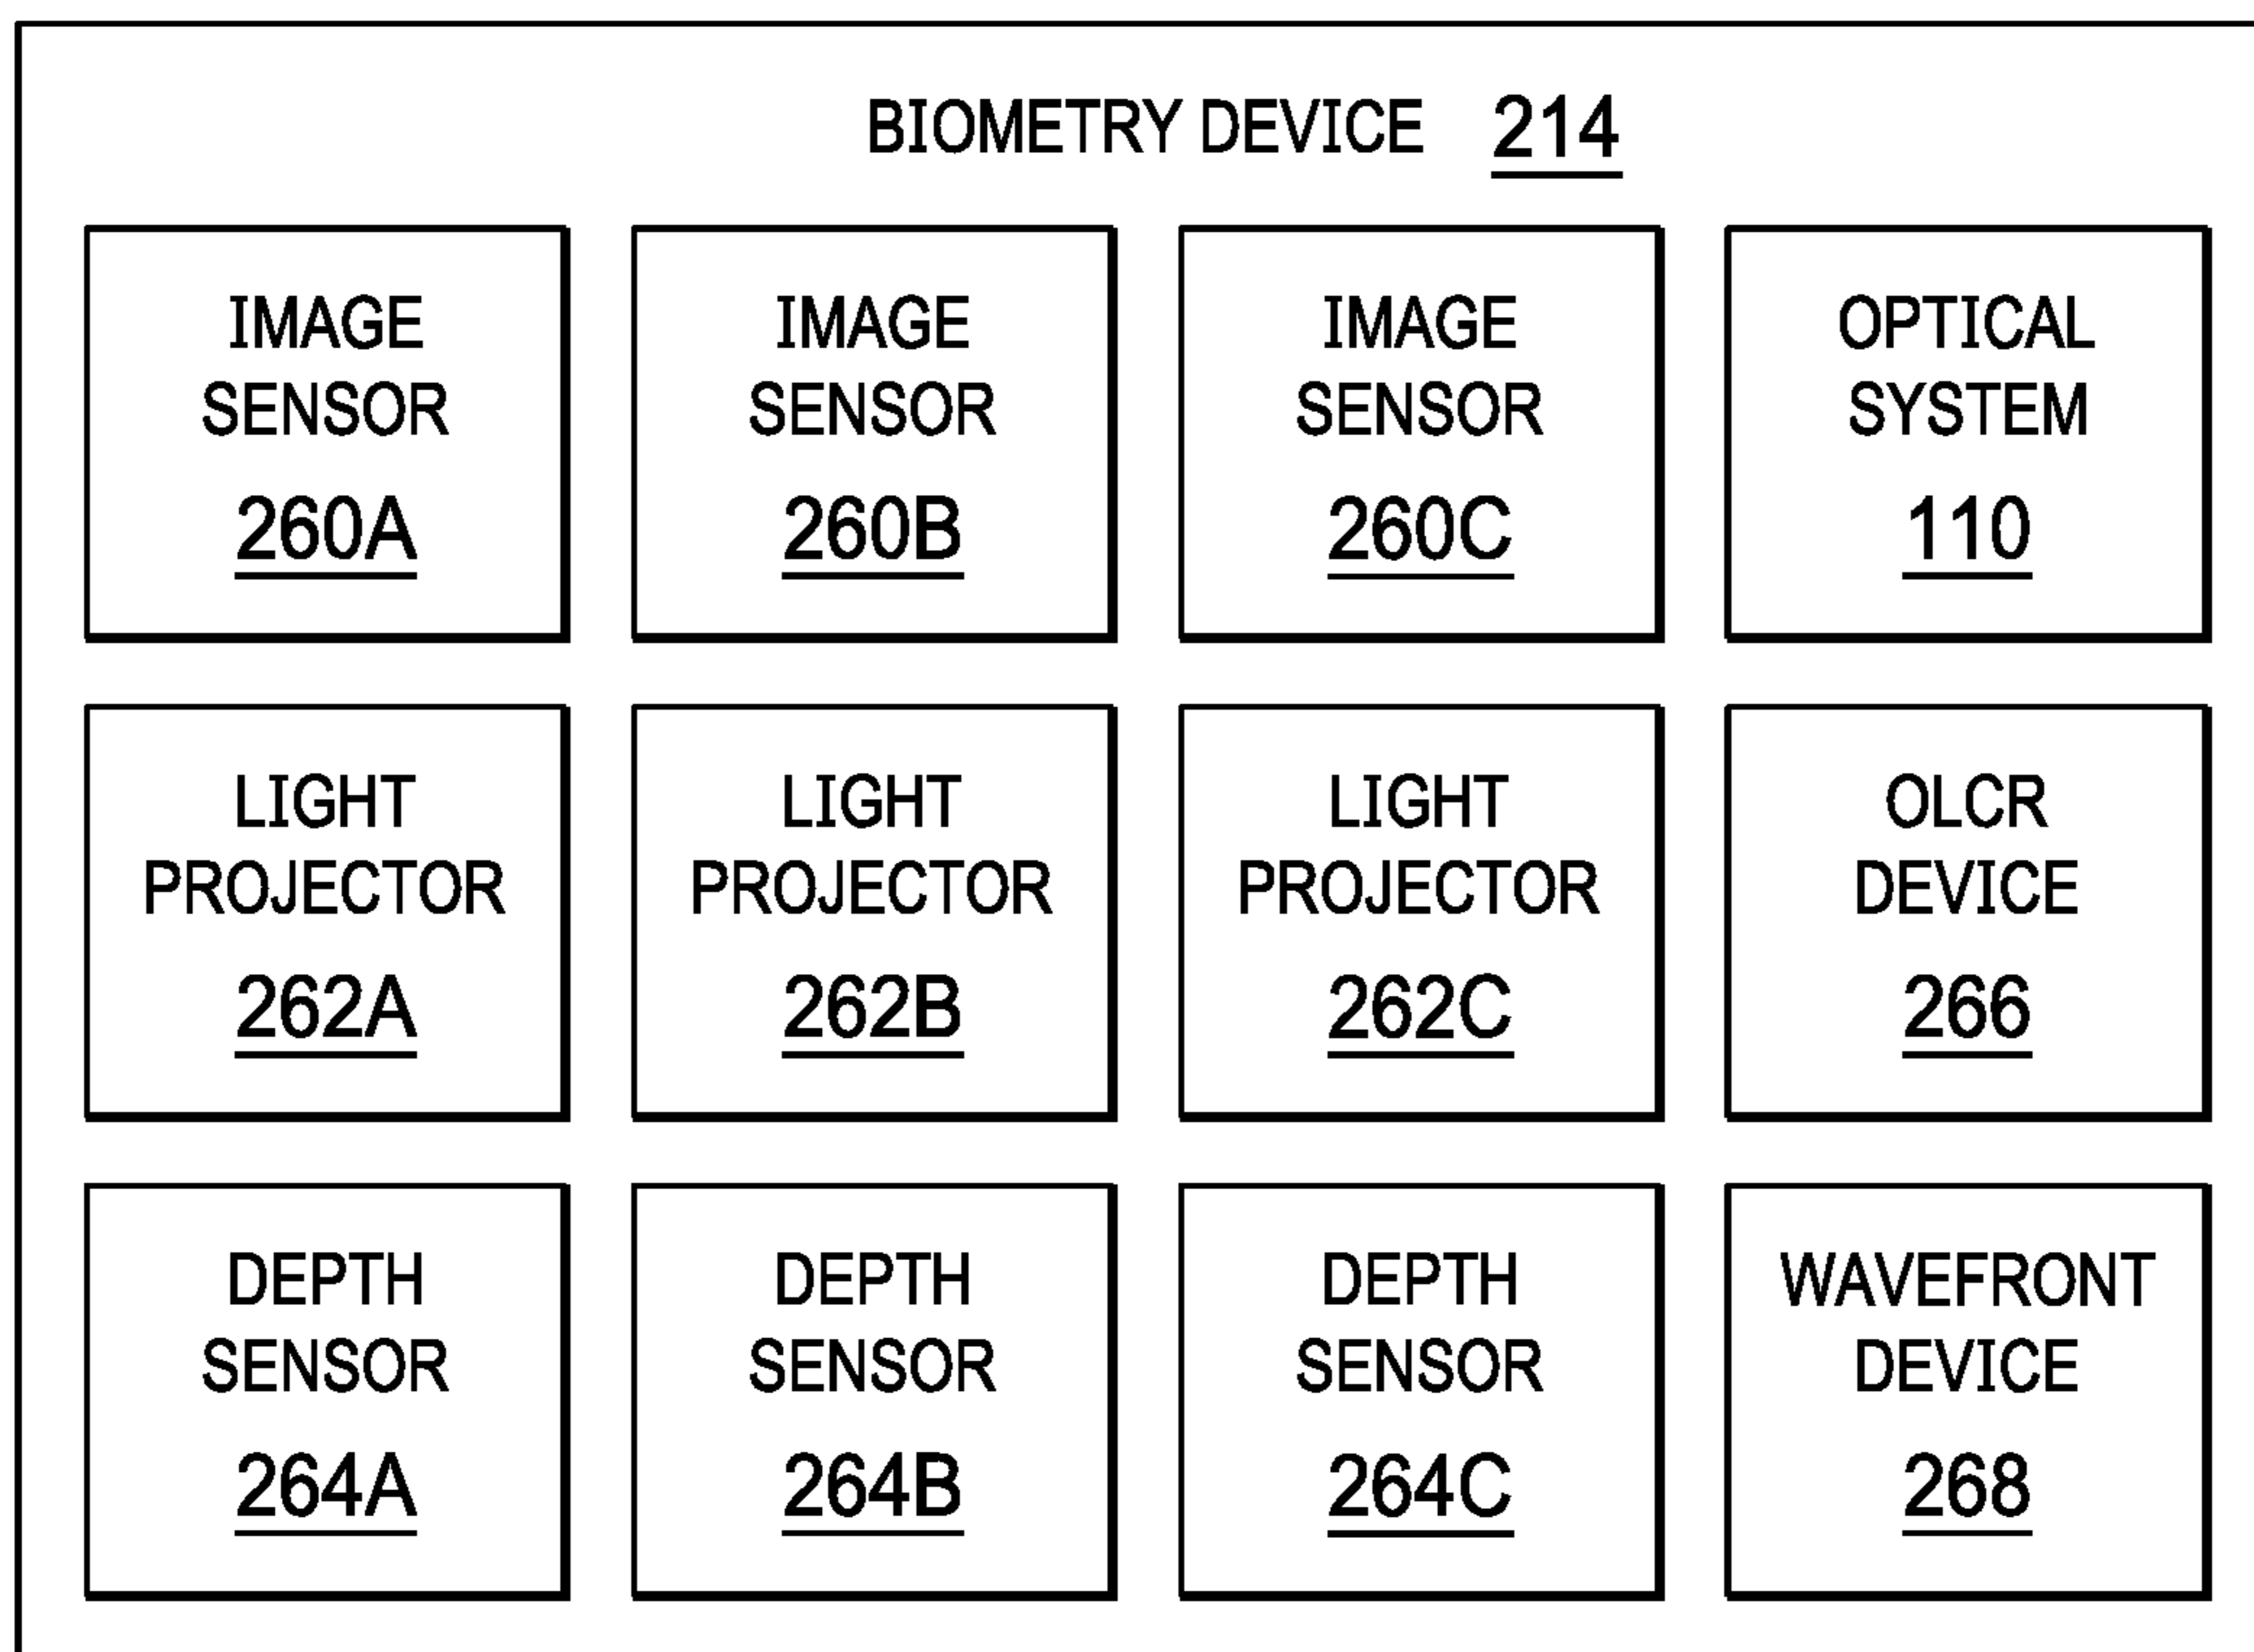 BIOMETRY DEVICE 214
IMAGE
SENSOR
260A
IMAGE
SENSOR
260B
IMAGE
SENSOR
260C
OPTICAL
SYSTEM
110
LIGHT
PROJECTOR
262A
LIGHT
PROJECTOR
262B
LIGHT
PROJECTOR
262C
OLCR
DEVICE
266
DEPTH
SENSOR
264A
DEPTH
SENSOR
264B
DEPTH
SENSOR
264C
WAVEFRONT
DEVICE
268